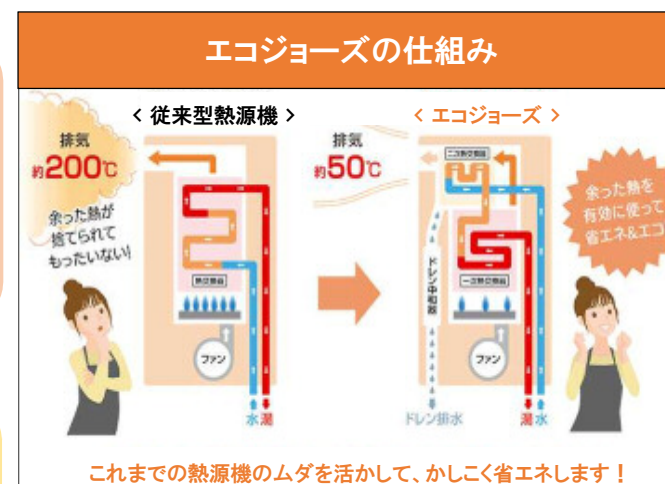 エコジョーズの仕組み
< 従来型熱源機 >
排気
約200℃
余った熱が
捨てられて
もったいない!
熱交換器
ファン
水 湯
< エコジョーズ >
排気
約50℃
二次熱交換器
一次熱交換器
ドレン中和器
ファン
ドレン排水
湯 水
余った熱を
有効に使って
省エネ&エコ
これまでの熱源機のムダを活かして、かしこく省エネします！